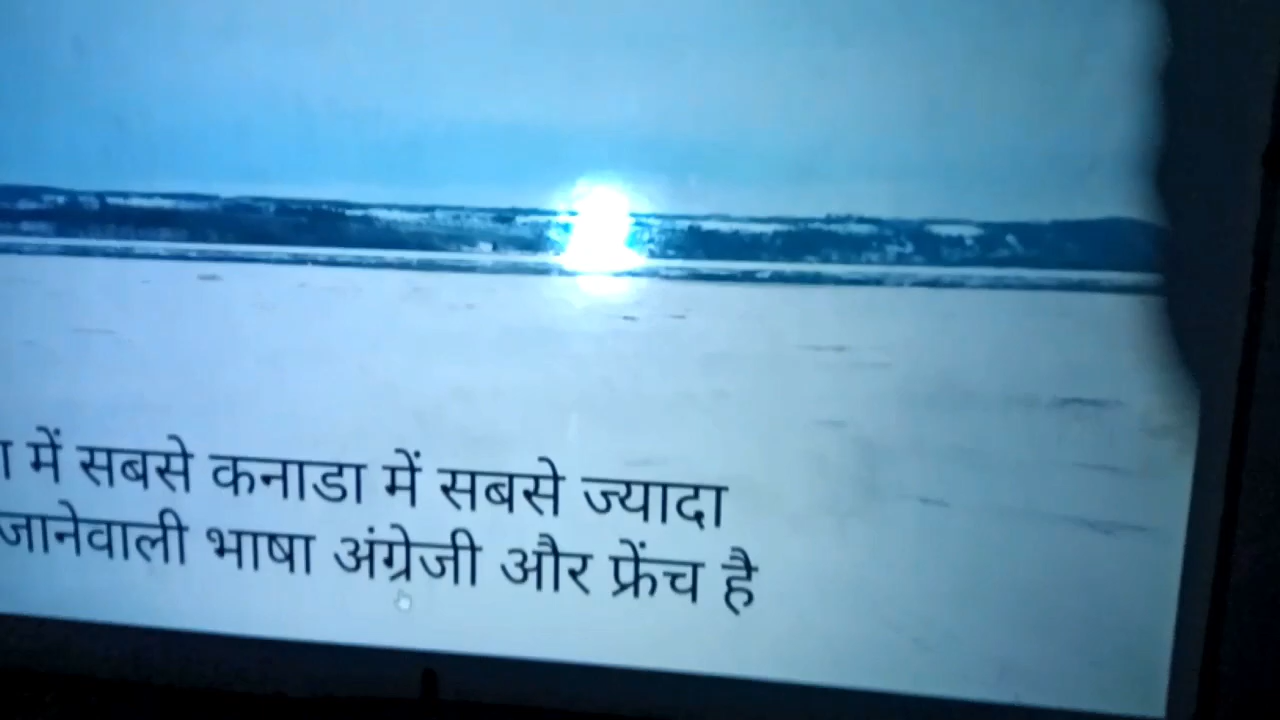 में सबसे कनाडा में सबसे ज्यादा
जानेवाली भाषा अंग्रेजी और फ्रेंच है